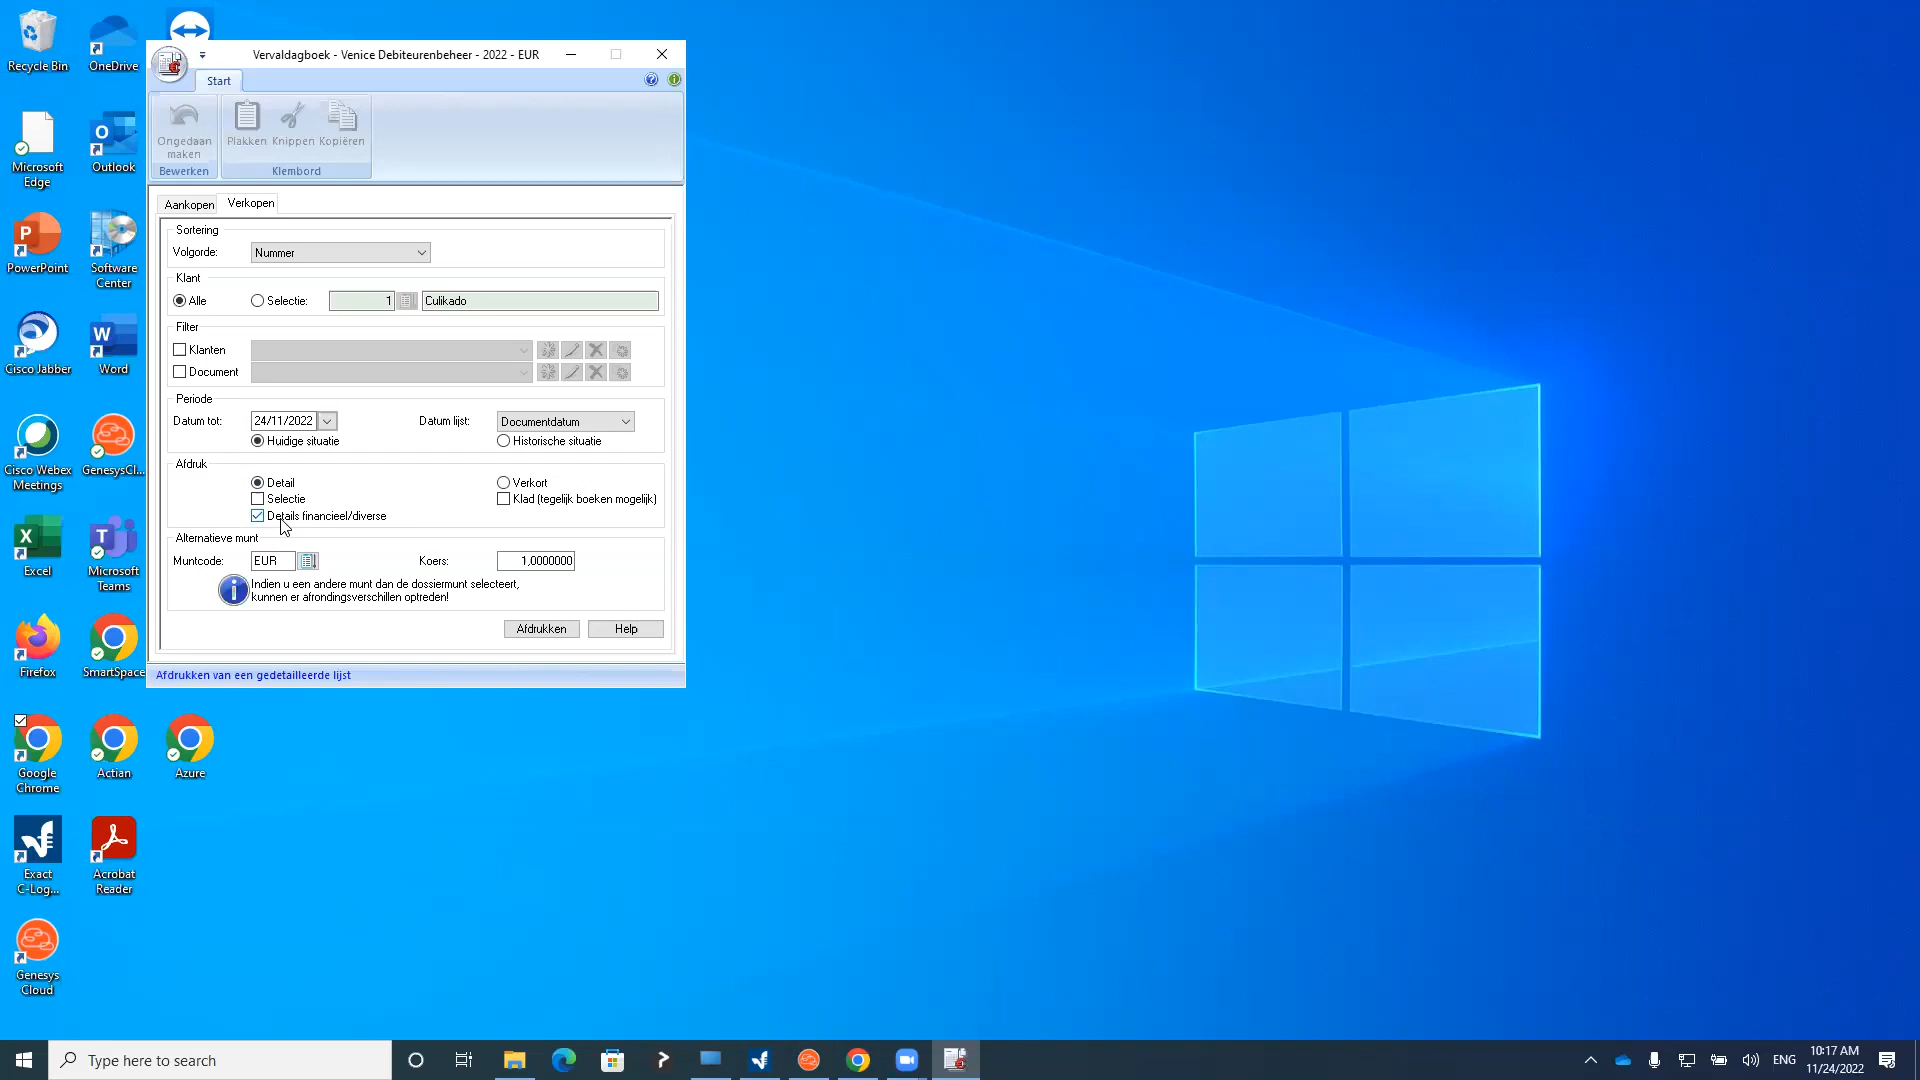 Recycle Bin
OneDrive
Microsoft
Edge
Outlook
PowerPoint
Software
Center
Cisco Jabber
Word
Cisco Webex
Meetings
GenesysCl...
Excel
Microsoft
Teams
Firefox
SmartSpace
Google
Chrome
Actian
Azure
Exact
C-Log...
Acrobat
Reader
Genesys
Cloud
Vervaldagboek - Venice Debiteurenbeheer - 2022 - EUR
Start
Ongedaan
maken
Plakken
Knippen
Kopiëren
Bewerken
Klembord
Aankopen
Verkopen
Sortering
Volgorde:
Nummer
Klant
Alle
Selectie:
1
Culikado
Filter
Klanten
Document
Periode
Datum tot:
24/11/2022
Datum lijst:
Documentdatum
Huidige situatie
Historische situatie
Afdruk
Detail
Verkort
Selectie
Klad (tegelijk boeken mogelijk)
Details financieel/diverse
Alternatieve munt
Muntcode:
EUR
Koers:
1,0000000
Indien u een andere munt dan de dossiermunt selecteert,
kunnen er afrondingsverschillen optreden!
Afdrukken
Help
Afdrukken van een gedetailleerde lijst
Type here to search
ENG
10:17 AM
11/24/2022